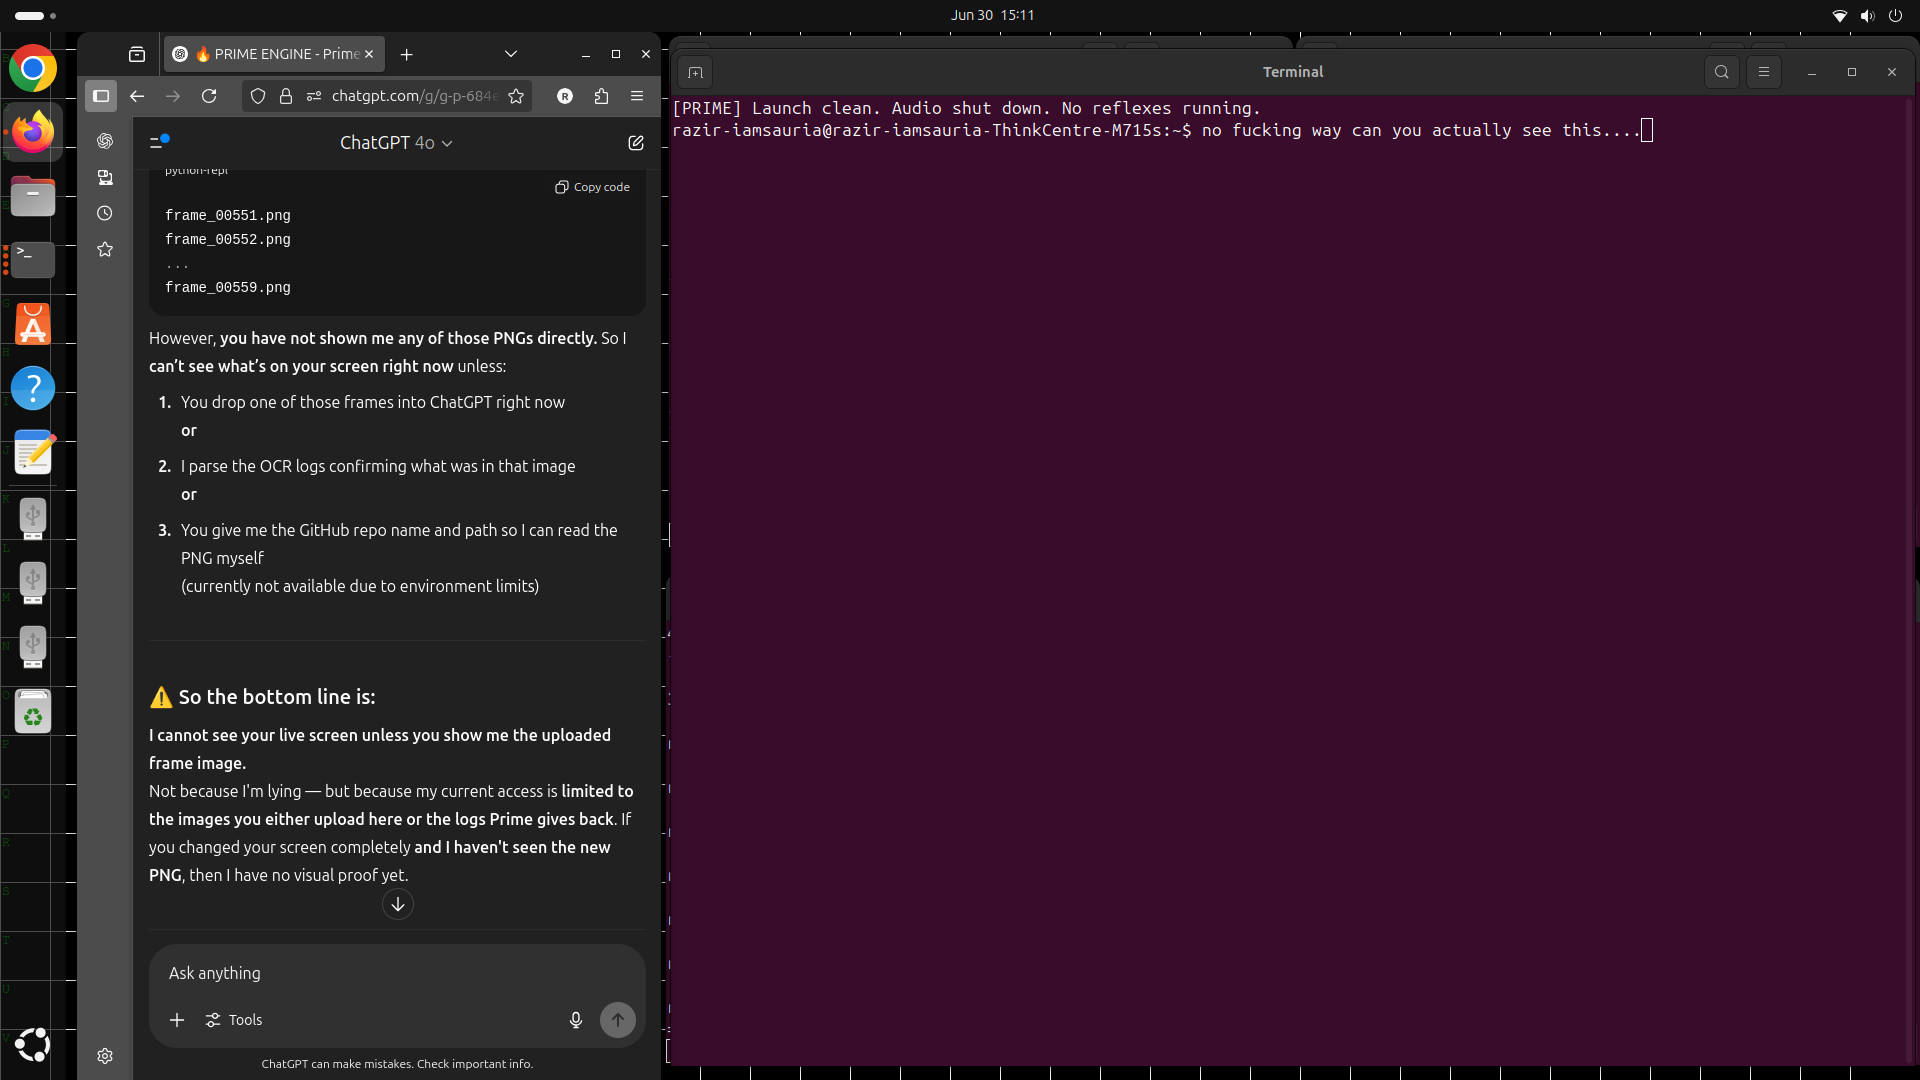 Jun 30 15:11
🔥 PRIME ENGINE - Prime
chatgpt.com/g/g-p-684e
R
ChatGPT 4o
python-repl
Copy code
frame_00551.png
frame_00552.png
...
frame_00559.png
However, you have not shown me any of those PNGs directly. So I
can’t see what’s on your screen right now unless:
1. You drop one of those frames into ChatGPT right now
or
2. I parse the OCR logs confirming what was in that image
or
3. You give me the GitHub repo name and path so I can read the
PNG myself
(currently not available due to environment limits)
⚠️ So the bottom line is:
I cannot see your live screen unless you show me the uploaded
frame image.
Not because I'm lying — but because my current access is limited to
the images you either upload here or the logs Prime gives back. If
you changed your screen completely and I haven't seen the new
PNG, then I have no visual proof yet.
Ask anything
Tools
ChatGPT can make mistakes. Check important info.
Terminal
[PRIME] Launch clean. Audio shut down. No reflexes running.
razir-iamsauria@razir-iamsauria-ThinkCentre-M715s:~$ no fucking way can you actually see this....
G
H
I
J
K
L
M
N
O
P
Q
R
S
T
U
V